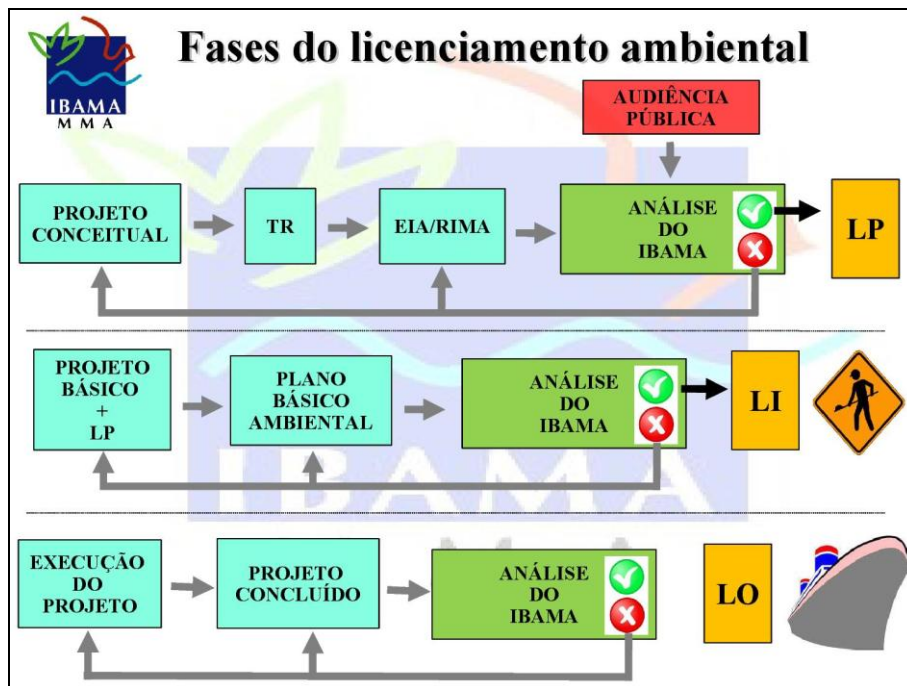 Fases do licenciamento ambiental
IBAMA
MMA
AUDIÊNCIA
PÚBLICA
PROJETO
CONCEITUAL
TR
EIA/RIMA
ANÁLISE
DO
IBAMA
LP
PROJETO
BÁSICO
+
LP
PLANO
BÁSICO
AMBIENTAL
ANÁLISE
DO
IBAMA
LI
IBAMA
EXECUÇÃO
DO
PROJETO
PROJETO
CONCLUÍDO
ANÁLISE
DO
IBAMA
LO